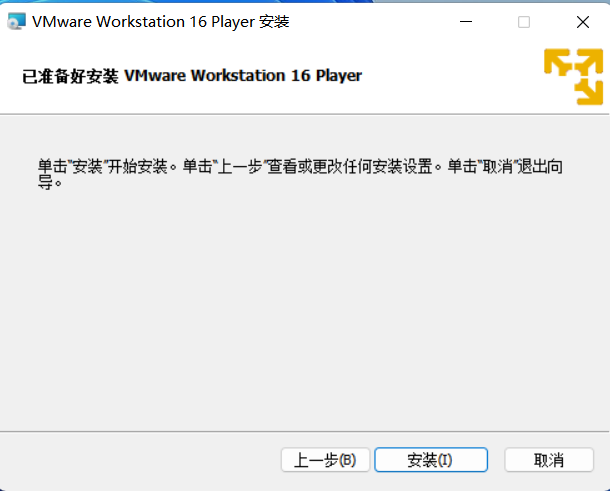 VMware Workstation 16 Player 安装
已准备好安装 VMware Workstation 16 Player
单击“安装”开始安装。单击“上一步”查看或更改任何安装设置。单击“取消”退出向
导。
上一步(B) 安装(I) 取消